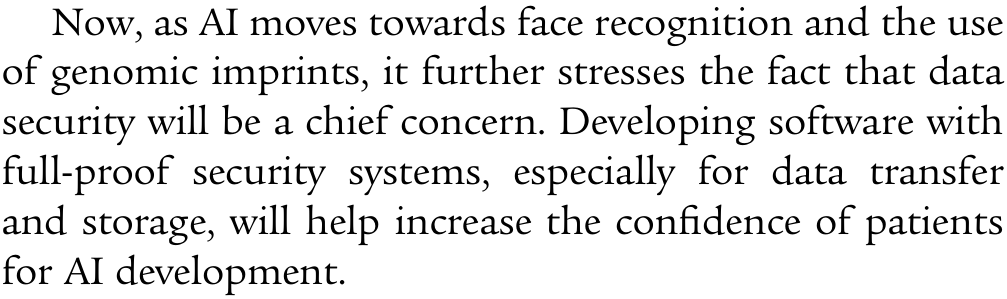 Now, as AI moves towards face recognition and the use
of genomic imprints, it further stresses the fact that data
security will be a chief concern. Developing software with
full-proof security systems, especially for data transfer
and storage, will help increase the confidence of patients
for AI development.